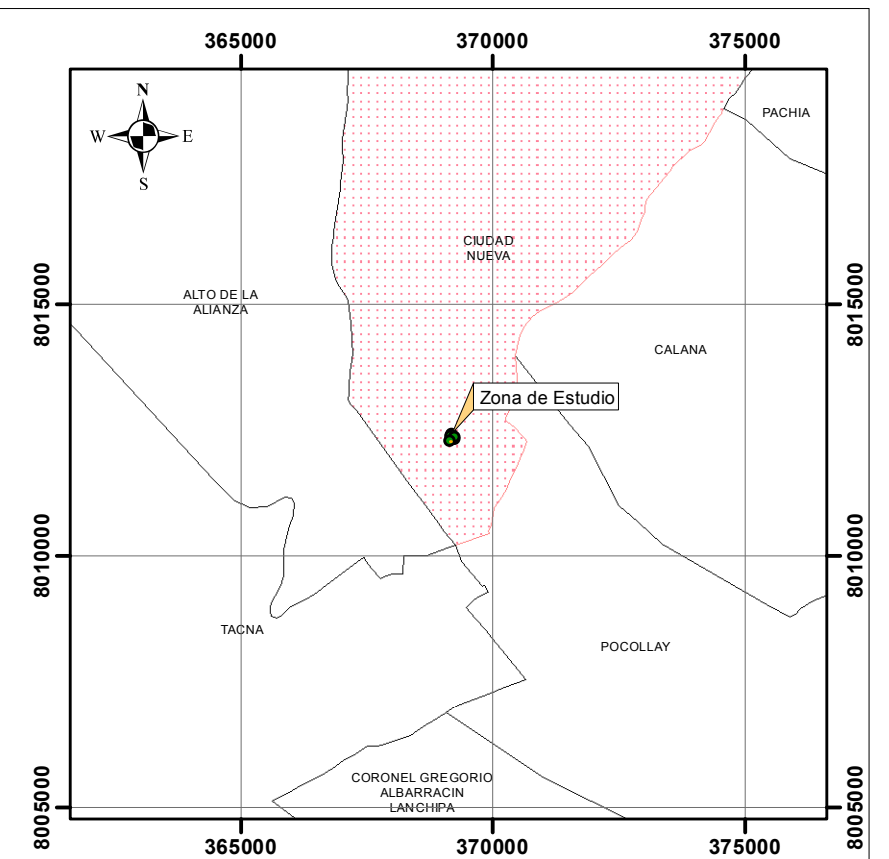 365000 370000 375000
N
W E
S
PACHIA
CIUDAD
NUEVA
8015000 8015000
ALTO DE LA
ALIANZA
CALANA
Zona de Estudio
8010000 8010000
TACNA
POCOLLAY
CORONEL GREGORIO
ALBARRACIN
LANCHIPA
8005000 8005000
365000 370000 375000